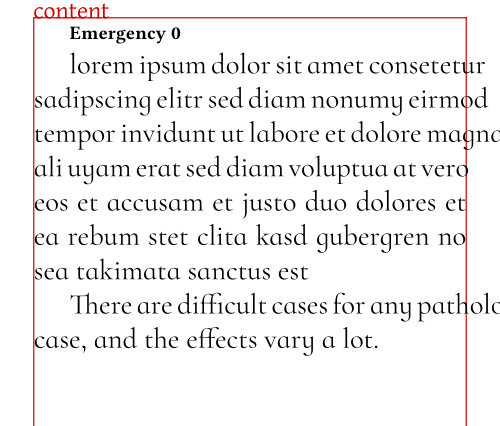 content
Emergency 0
lorem ipsum dolor sit amet consetetur
sadipscing elitr sed diam nonumy eirmod
tempor invidunt ut labore et dolore magna
ali uyam erat sed diam voluptua at vero
eos et accusam et justo duo dolores et
ea rebum stet clita kasd gubergren no
sea takimata sanctus est
There are difficult cases for any patholo
case, and the effects vary a lot.